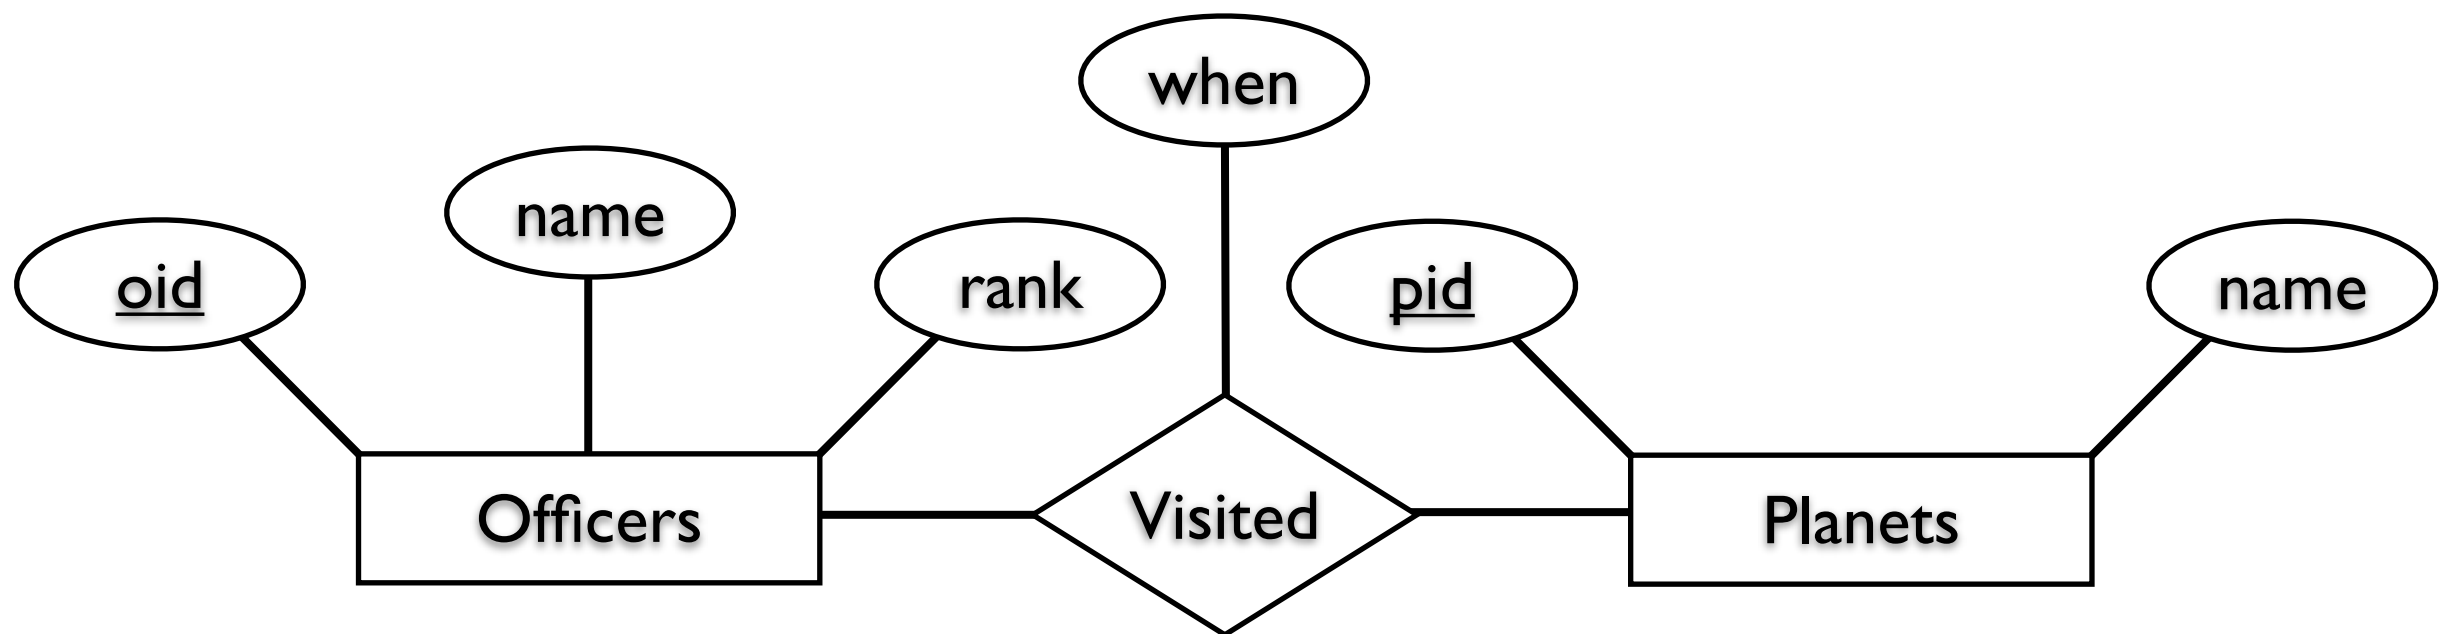 when
name
oid
rank
pid
name
Officers
Visited
Planets